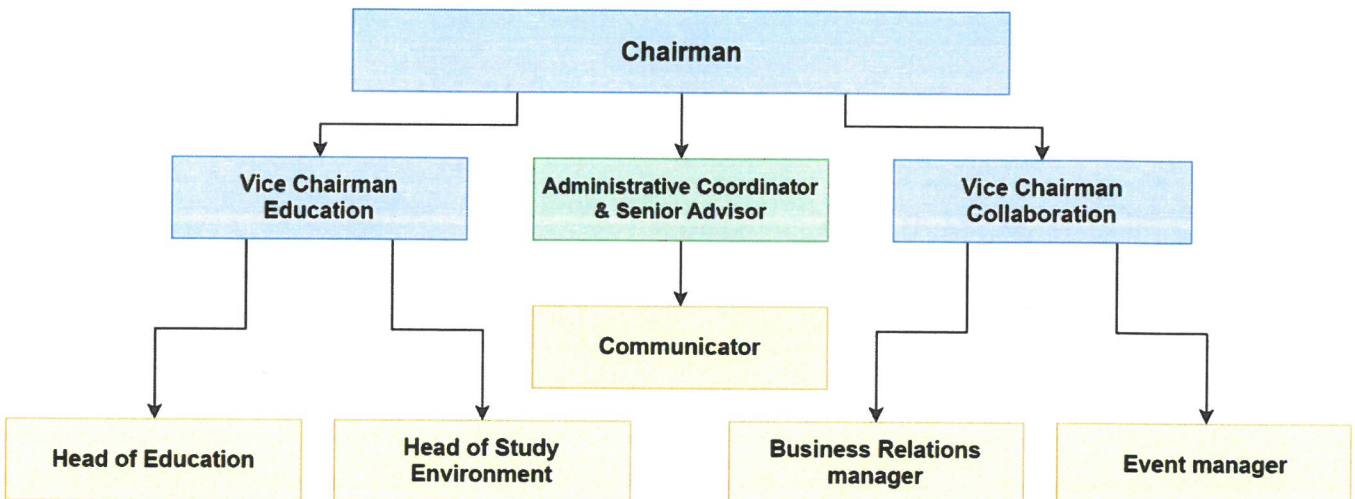 Chairman
Vice Chairman
Education
Administrative Coordinator
& Senior Advisor
Vice Chairman
Collaboration
Communicator
Head of Education
Head of Study
Environment
Business Relations
manager
Event manager